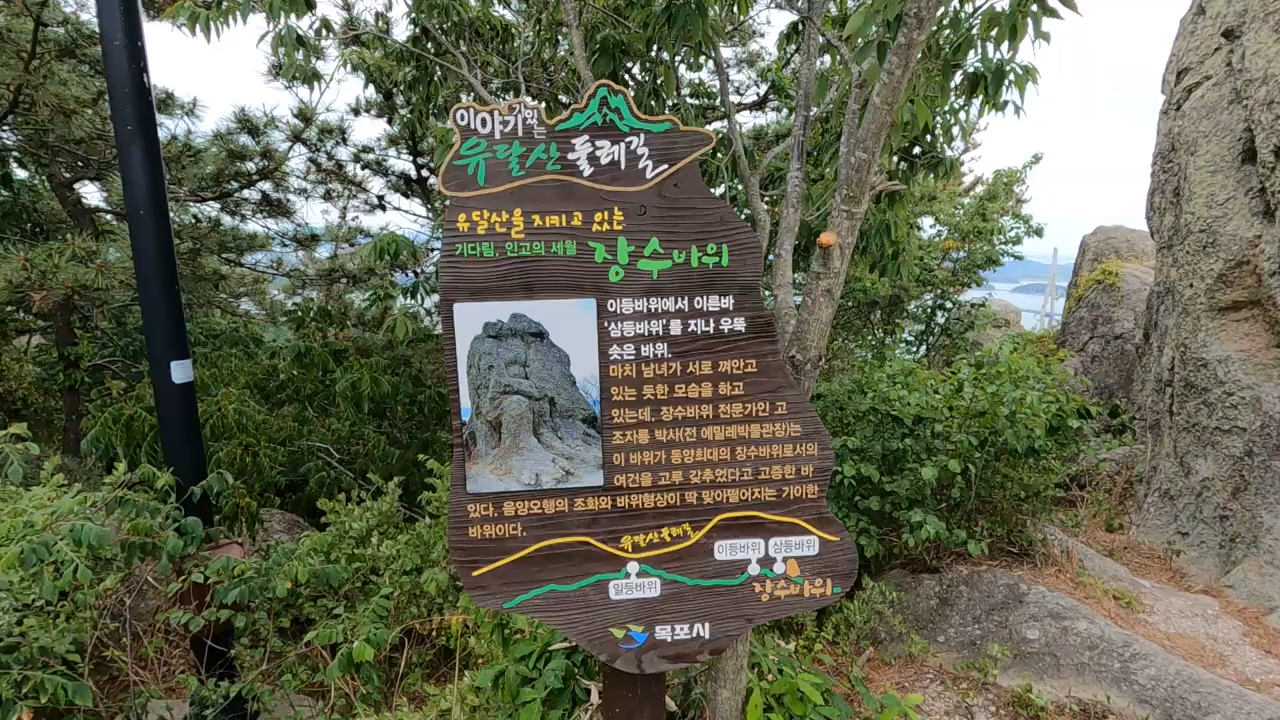 이야기가 있는
유달산 둘레길
유달산을 지키고 있는
기다림, 인고의 세월 장수바위
이등바위에서 이른바
'삼등바위'를 지나 우뚝
솟은 바위.
마치 남녀가 서로 껴안고
있는 듯한 모습을 하고
있는데, 장수바위 전문가인 고
조자룡 박사(전 에밀레박물관장)는
이 바위가 동양최대의 장수바위로서의
여건을 고루 갖추었다고 고증한 바
있다. 음양오행의 조화와 바위형상이 딱 맞아떨어지는 기이한
바위이다.
유달산둘레길
이등바위 삼등바위
일등바위 장수바위
목포시